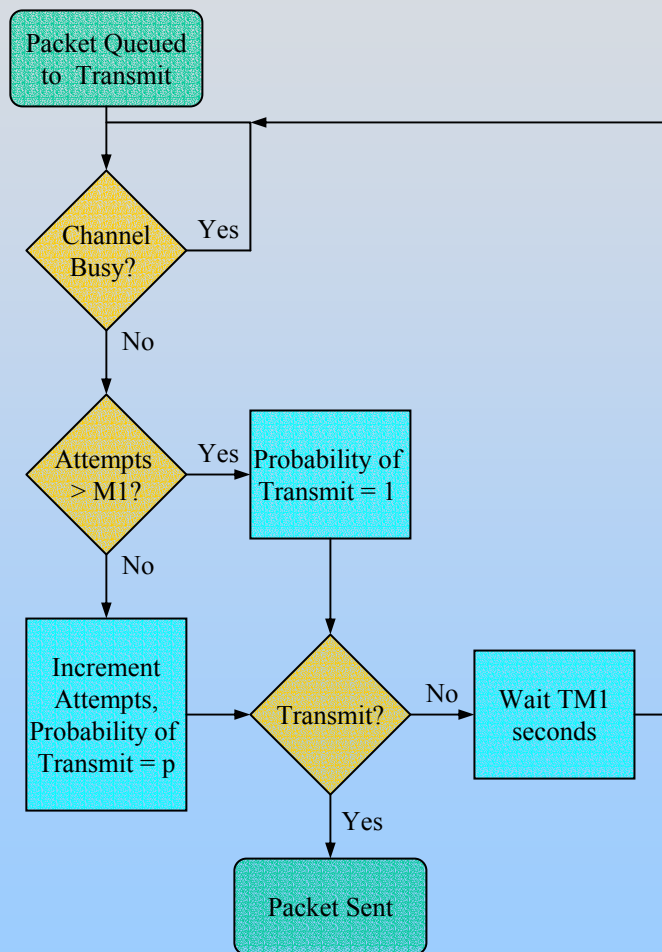 Packet Queued
to Transmit
Channel
Busy?
Yes
No
Attempts
> M1?
Yes
Probability of
Transmit = 1
No
Increment
Attempts,
Probability of
Transmit = p
Transmit?
No
Wait TM1
seconds
Yes
Packet Sent